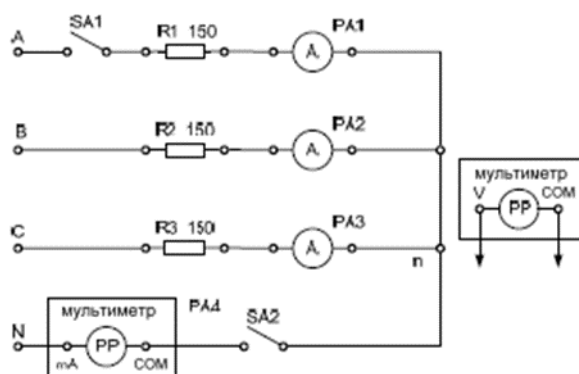 A SA1 R1 150 PA1
A
B R2 150 PA2
A
мультиметр
V PP COM
C R3 150 PA3
A
n
N мультиметр PA4 SA2
mA PP COM